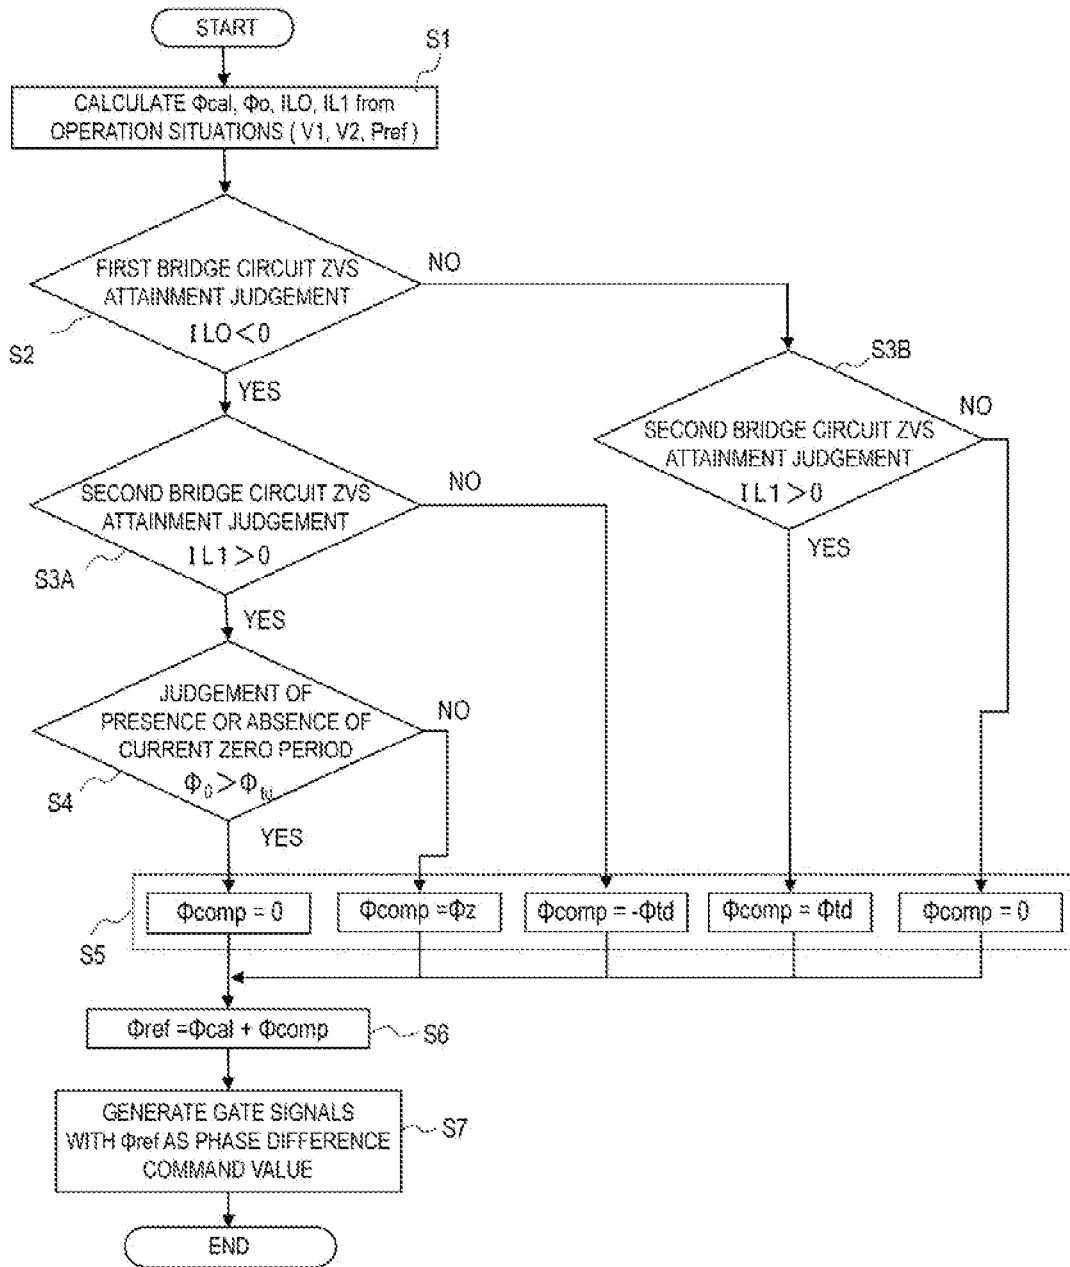 START
S1
CALCULATE Φcal, Φo, IL0, IL1 from
OPERATION SITUATIONS ( V1, V2, Pref )
FIRST BRIDGE CIRCUIT ZVS
ATTAINMENT JUDGEMENT
IL0<0
NO
S2
YES
S3B
SECOND BRIDGE CIRCUIT ZVS
ATTAINMENT JUDGEMENT
IL1>0
NO
YES
SECOND BRIDGE CIRCUIT ZVS
ATTAINMENT JUDGEMENT
IL1>0
NO
S3A
YES
JUDGEMENT OF
PRESENCE OR ABSENCE OF
CURRENT ZERO PERIOD
Φ0>Φtd
NO
S4
YES
Φcomp = 0
Φcomp =Φz
Φcomp = -Φtd
Φcomp = Φtd
Φcomp = 0
S5
Φref =Φcal + Φcomp
S6
GENERATE GATE SIGNALS
WITH Φref AS PHASE DIFFERENCE
COMMAND VALUE
S7
END